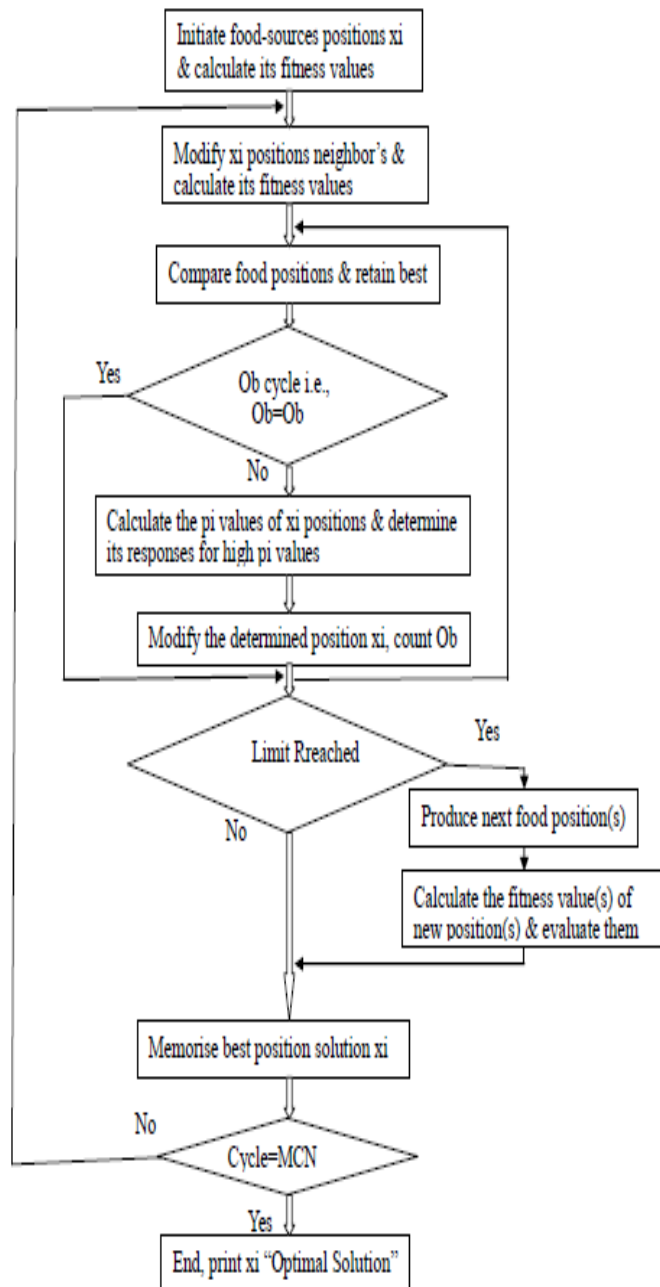 Initiate food-sources positions xi
& calculate its fitness values
Modify xi positions neighbor's &
calculate its fitness values
Compare food positions & retain best
Yes
Ob cycle i.e.,
Ob=Ob
No
Calculate the pi values of xi positions & determine
its responses for high pi values
Modify the determined position xi, count Ob
Limit Rreached
Yes
No
Produce next food position(s)
Calculate the fitness value(s) of
new position(s) & evaluate them
Memorise best position solution xi
No
Cycle=MCN
Yes
End, print xi “Optimal Solution”